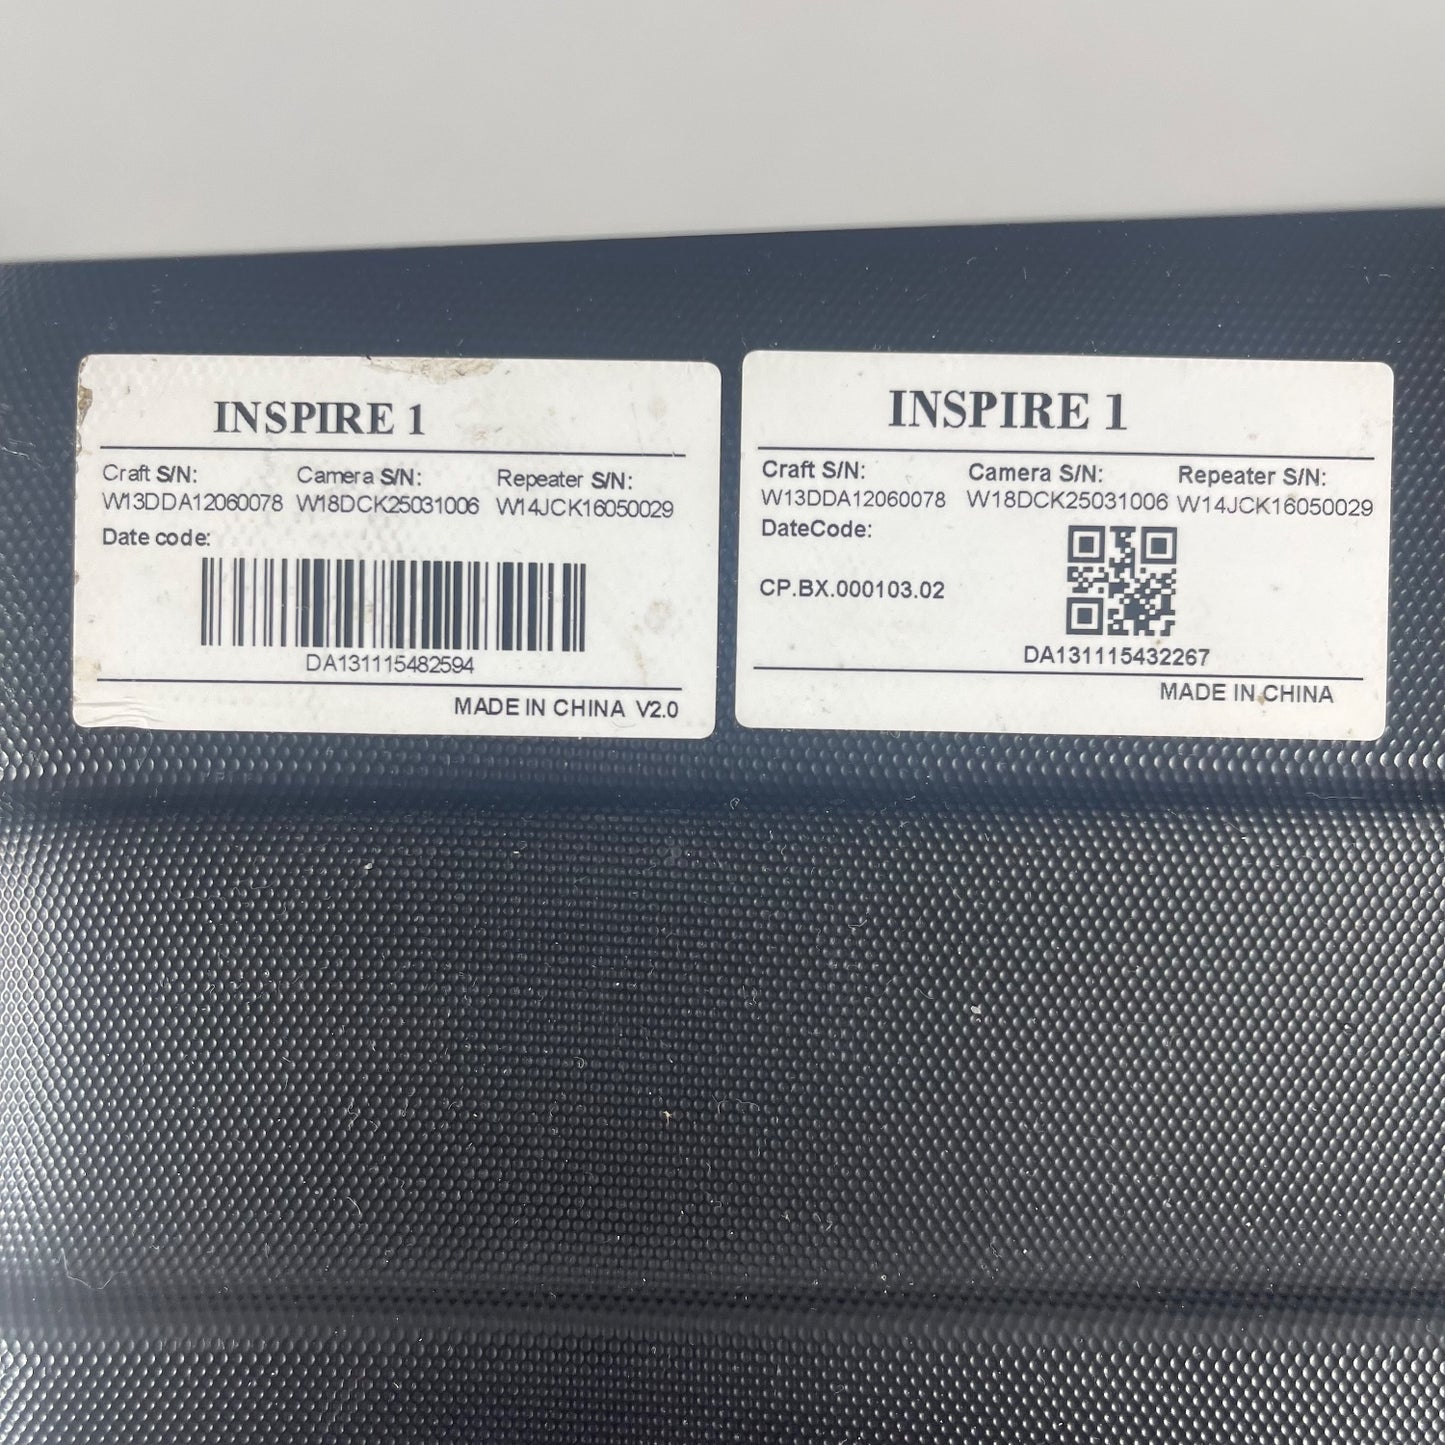 INSPIRE 1
Craft S/N: Camera S/N: Repeater S/N:
W13DDA12060078 W18DCK25031006 W14JCK16050029
Date code:
DA131115482594
MADE IN CHINA V2.0
INSPIRE 1
Craft S/N: Camera S/N: Repeater S/N:
W13DDA12060078 W18DCK25031006 W14JCK16050029
DateCode:
CP.BX.000103.02
DA131115432267
MADE IN CHINA